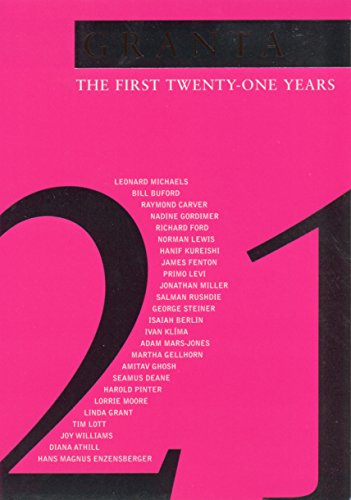 GRANTA
THE FIRST TWENTY-ONE YEARS
21
LEONARD MICHAELS
BILL BUFORD
RAYMOND CARVER
NADINE GORDIMER
RICHARD FORD
NORMAN LEWIS
HANIF KUREISHI
JAMES FENTON
PRIMO LEVI
JONATHAN MILLER
SALMAN RUSHDIE
GEORGE STEINER
ISAIAH BERLIN
IVAN KLÍMA
ADAM MARS-JONES
MARTHA GELLHORN
AMITAV GHOSH
SEAMUS DEANE
HAROLD PINTER
LORRIE MOORE
LINDA GRANT
TIM LOTT
JOY WILLIAMS
DIANA ATHILL
HANS MAGNUS ENZENSBERGER